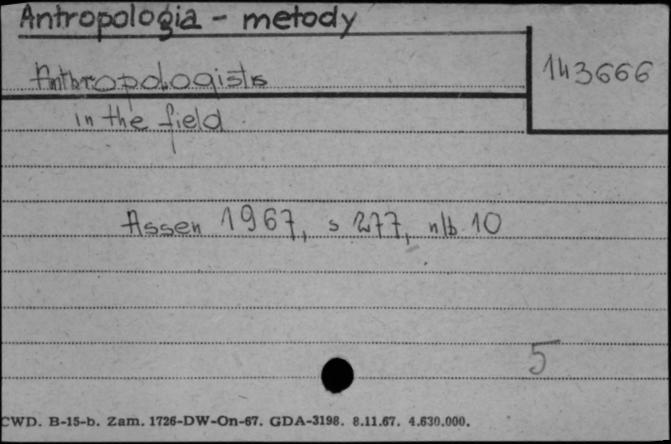 Antropologia - metody
143666
Anthropologists
in the field
Assen 1967, s 277, nlb 10
5
CWD. B-15-b. Zam. 1726-DW-On-67. GDA-3198. 8.11.67. 4.630.000.